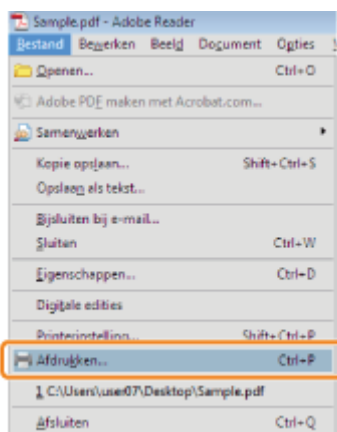 Sample.pdf - Adobe Reader
Bestand Bewerken Beeld Document Opties
Openen... Ctrl+O
Adobe PDF maken met Acrobat.com...
Samenwerken
Kopie opslaan... Shift+Ctrl+S
Opslaan als tekst...
Bijsluiten bij e-mail...
Sluiten Ctrl+W
Eigenschappen... Ctrl+D
Digitale edities
Printerinstelling... Shift+Ctrl+P
Afdrukken... Ctrl+P
1 C:\Users\user07\Desktop\Sample.pdf
Afsluiten Ctrl+Q